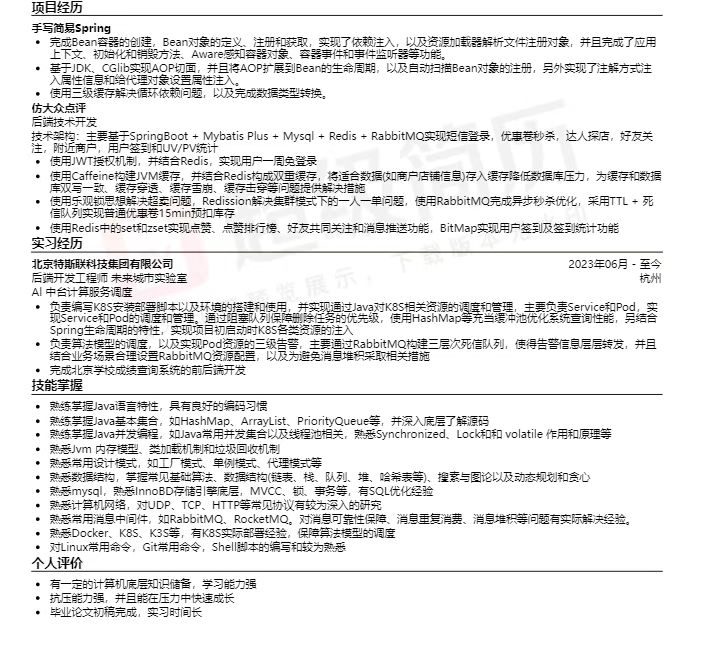 项目经历
手写简易Spring
完成Bean容器的创建，Bean对象的定义、注册和获取，实现了依赖注入，以及资源加载器解析文件注册对象，并且完成了应用
上下文、初始化和销毁方法、Aware感知容器对象、容器事件和事件监听器等功能。
基于JDK、CGlib实现AOP切面，并且将AOP扩展到Bean的生命周期，以及自动扫描Bean对象的注册，另外实现了注解方式注
入属性信息和给代理对象设置属性注入。
使用三级缓存解决循环依赖问题，以及完成数据类型转换。
仿大众点评
后端技术开发
技术架构：主要基于SpringBoot + Mybatis Plus + Mysql + Redis + RabbitMQ实现短信登录，优惠卷秒杀，达人探店，好友关
注，附近商户，用户签到和UV/PV统计
使用JWT授权机制，并结合Redis，实现用户一周免登录
使用Caffeine构建JVM缓存，并结合Redis构成双重缓存，将适合数据(如商户店铺信息)存入缓存降低数据库压力，为缓存和数据
库双写一致、缓存穿透、缓存雪崩、缓存击穿等问题提供解决措施
使用乐观锁思想解决超卖问题，Redission解决集群模式下的一人一单问题，使用RabbitMQ完成异步秒杀优化，采用TTL + 死
信队列实现普通优惠卷15min预扣库存
使用Redis中的set和zset实现点赞、点赞排行榜、好友共同关注和消息推送功能，BitMap实现用户签到及签到统计功能
实习经历
北京特斯联科技集团有限公司 2023年06月 - 至今
后端开发工程师 未来城市实验室 杭州
AI 中台计算服务调度
负责编写K8S安装部署脚本以及环境的搭建和使用，并实现通过Java对K8S相关资源的调度和管理，主要负责Service和Pod，实
现Service和Pod的调度和管理。通过阻塞队列保障删除任务的优先级，使用HashMap等充当缓冲池优化系统查询性能，另结合
Spring生命周期的特性，实现项目初启动时K8S各类资源的注入
负责算法模型的调度，以及实现Pod资源的三级告警，主要通过RabbitMQ构建三层次死信队列，使得告警信息层层转发，并且
结合业务场景合理设置RabbitMQ资源配置，以及为避免消息堆积采取相关措施
完成北京学校成绩查询系统的前后端开发
技能掌握
熟练掌握Java语言特性，具有良好的编码习惯
熟练掌握Java基本集合，如HashMap、ArrayList、PriorityQueue等，并深入底层了解源码
熟练掌握Java并发编程，如Java常用并发集合以及线程池相关，熟悉Synchronized、Lock和和 volatile 作用和原理等
熟悉Jvm 内存模型、类加载机制和垃圾回收机制
熟悉常用设计模式，如工厂模式、单例模式、代理模式等
熟悉数据结构，掌握常见基础算法、数据结构(链表、栈、队列、堆、哈希表等)、搜素与图论以及动态规划和贪心
熟悉mysql，熟悉InnoBD存储引擎底层，MVCC、锁、事务等，有SQL优化经验
熟悉计算机网络，对UDP、TCP、HTTP等常见协议有较为深入的研究
熟悉常用消息中间件，如RabbitMQ、RocketMQ。对消息可靠性保障、消息重复消费、消息堆积等问题有实际解决经验。
熟悉Docker、K8S、K3S等，有K8S实际部署经验，保障算法模型的调度
对Linux常用命令，Git常用命令，Shell脚本的编写和较为熟悉
个人评价
有一定的计算机底层知识储备，学习能力强
抗压能力强，并且能在压力中快速成长
毕业论文初稿完成，实习时间长
超级简历